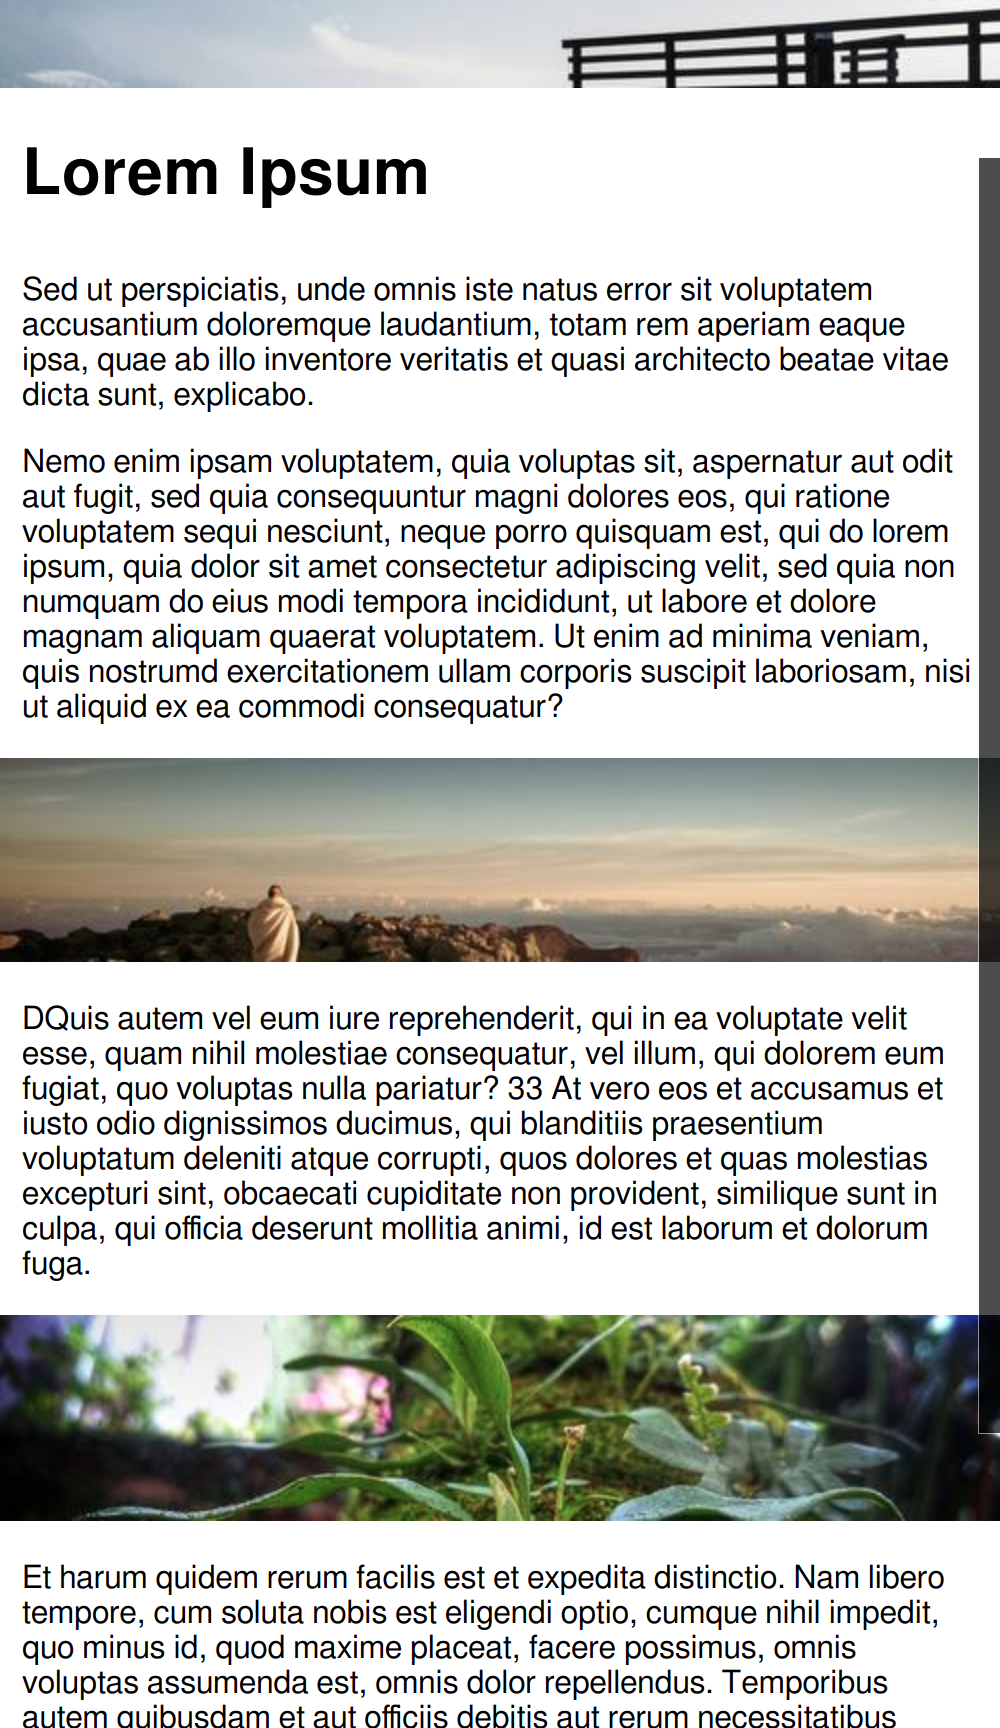 Lorem Ipsum
Sed ut perspiciatis, unde omnis iste natus error sit voluptatem
accusantium doloremque laudantium, totam rem aperiam eaque
ipsa, quae ab illo inventore veritatis et quasi architecto beatae vitae
dicta sunt, explicabo.
Nemo enim ipsam voluptatem, quia voluptas sit, aspernatur aut odit
aut fugit, sed quia consequuntur magni dolores eos, qui ratione
voluptatem sequi nesciunt, neque porro quisquam est, qui do lorem
ipsum, quia dolor sit amet consectetur adipiscing velit, sed quia non
numquam do eius modi tempora incididunt, ut labore et dolore
magnam aliquam quaerat voluptatem. Ut enim ad minima veniam,
quis nostrumd exercitationem ullam corporis suscipit laboriosam, nisi
ut aliquid ex ea commodi consequatur?
DQuis autem vel eum iure reprehenderit, qui in ea voluptate velit
esse, quam nihil molestiae consequatur, vel illum, qui dolorem eum
fugiat, quo voluptas nulla pariatur? 33 At vero eos et accusamus et
iusto odio dignissimos ducimus, qui blanditiis praesentium
voluptatum deleniti atque corrupti, quos dolores et quas molestias
excepturi sint, obcaecati cupiditate non provident, similique sunt in
culpa, qui officia deserunt mollitia animi, id est laborum et dolorum
fuga.
Et harum quidem rerum facilis est et expedita distinctio. Nam libero
tempore, cum soluta nobis est eligendi optio, cumque nihil impedit,
quo minus id, quod maxime placeat, facere possimus, omnis
voluptas assumenda est, omnis dolor repellendus. Temporibus
autem quibusdam et aut officiis debitis aut rerum necessitatibus